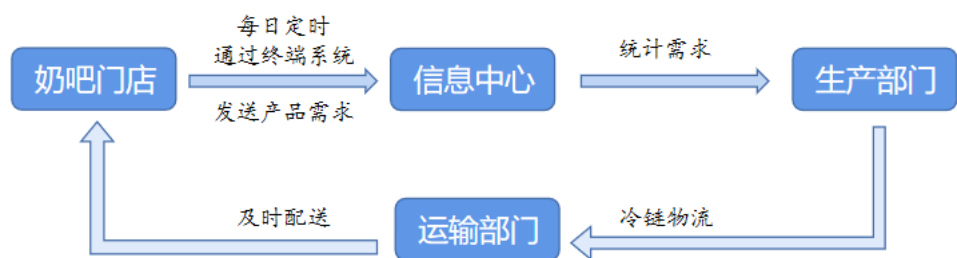 每日定时
通过终端系统
统计需求
奶吧门店
信息中心
生产部门
发送产品需求
及时配送
运输部门
冷链物流